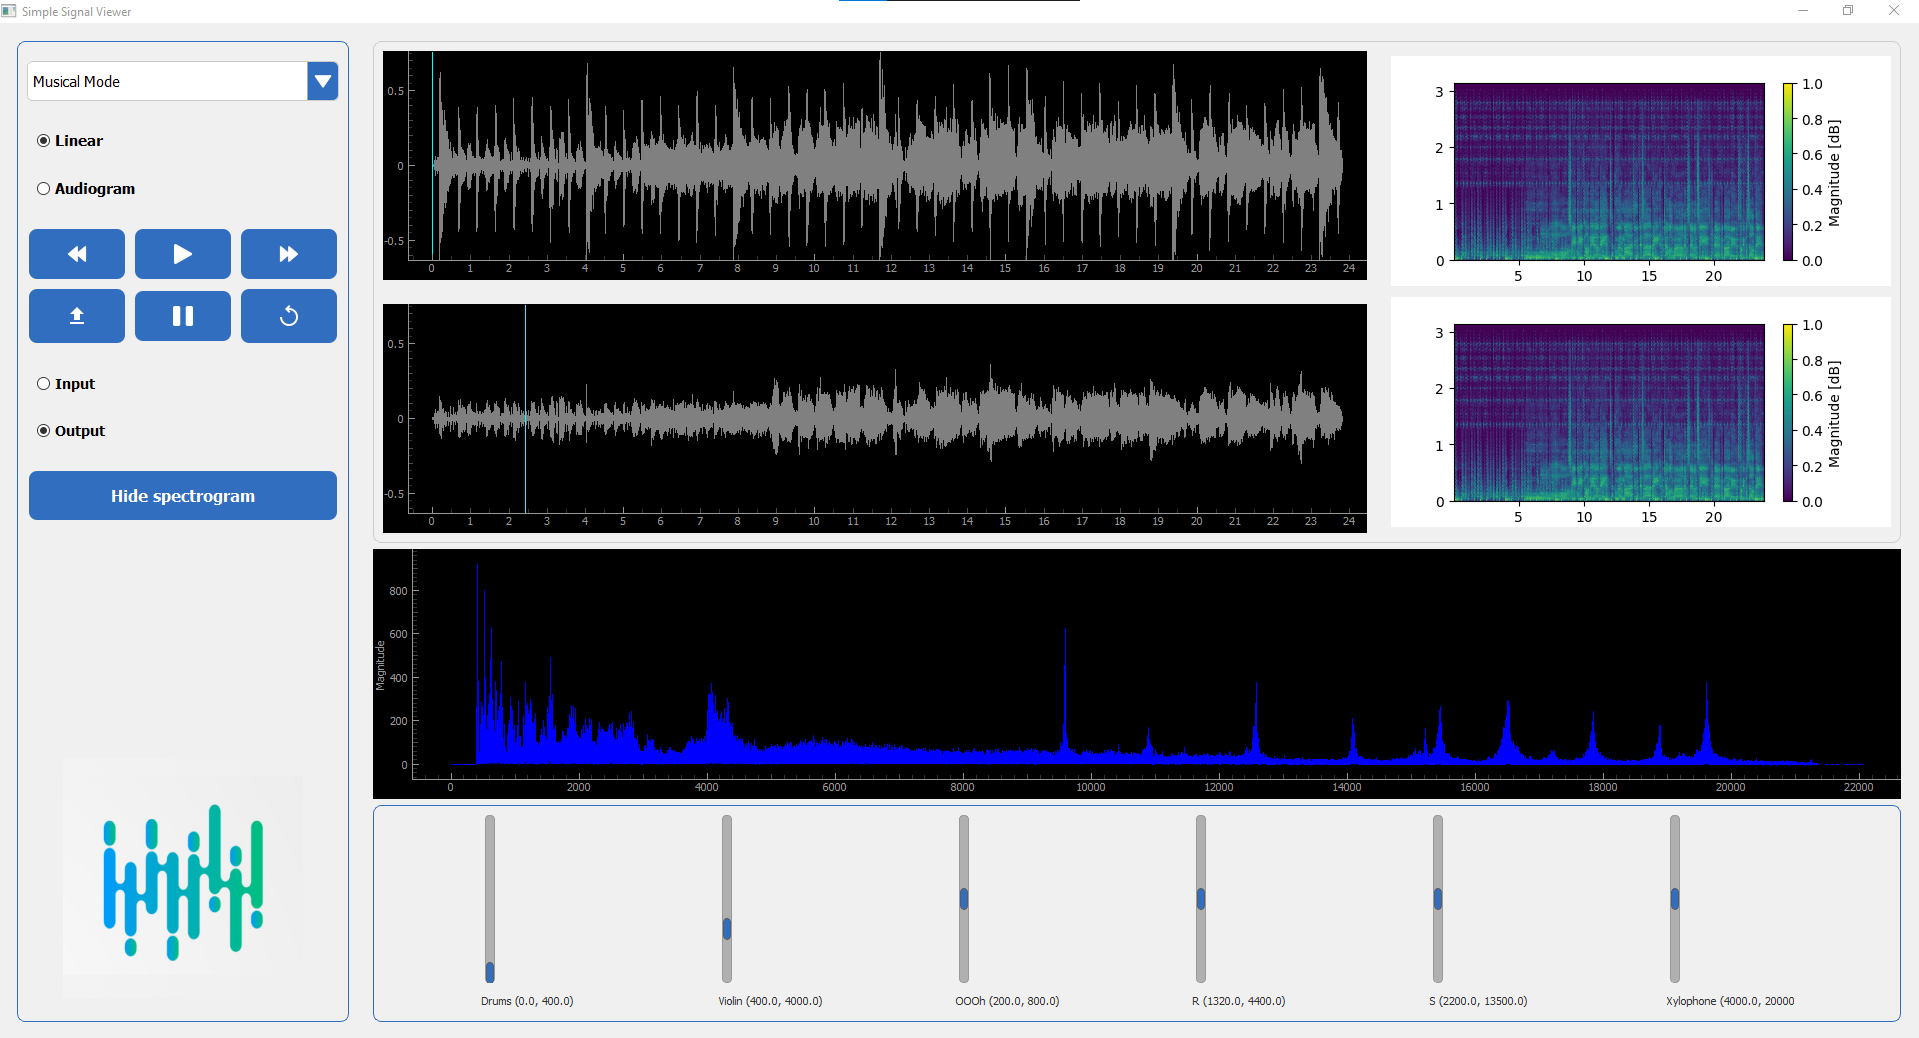 Simple Signal Viewer
Musical Mode
Linear
Audiogram
Input
Output
Hide spectrogram
0.5
0
-0.5
0 1 2 3 4 5 6 7 8 9 10 11 12 13 14 15 16 17 18 19 20 21 22 23 24
3
2
1
0
5 10 15 20
1.0
0.8
0.6
0.4
0.2
0.0
Magnitude [dB]
0.5
0
-0.5
0 1 2 3 4 5 6 7 8 9 10 11 12 13 14 15 16 17 18 19 20 21 22 23 24
3
2
1
0
5 10 15 20
1.0
0.8
0.6
0.4
0.2
0.0
Magnitude [dB]
Magnitude
800
600
400
200
0
0 2000 4000 6000 8000 10000 12000 14000 16000 18000 20000 22000
Drums (0.0, 400.0)
Violin (400.0, 4000.0)
OOOh (200.0, 800.0)
R (1320.0, 4400.0)
S (2200.0, 13500.0)
Xylophone (4000.0, 20000